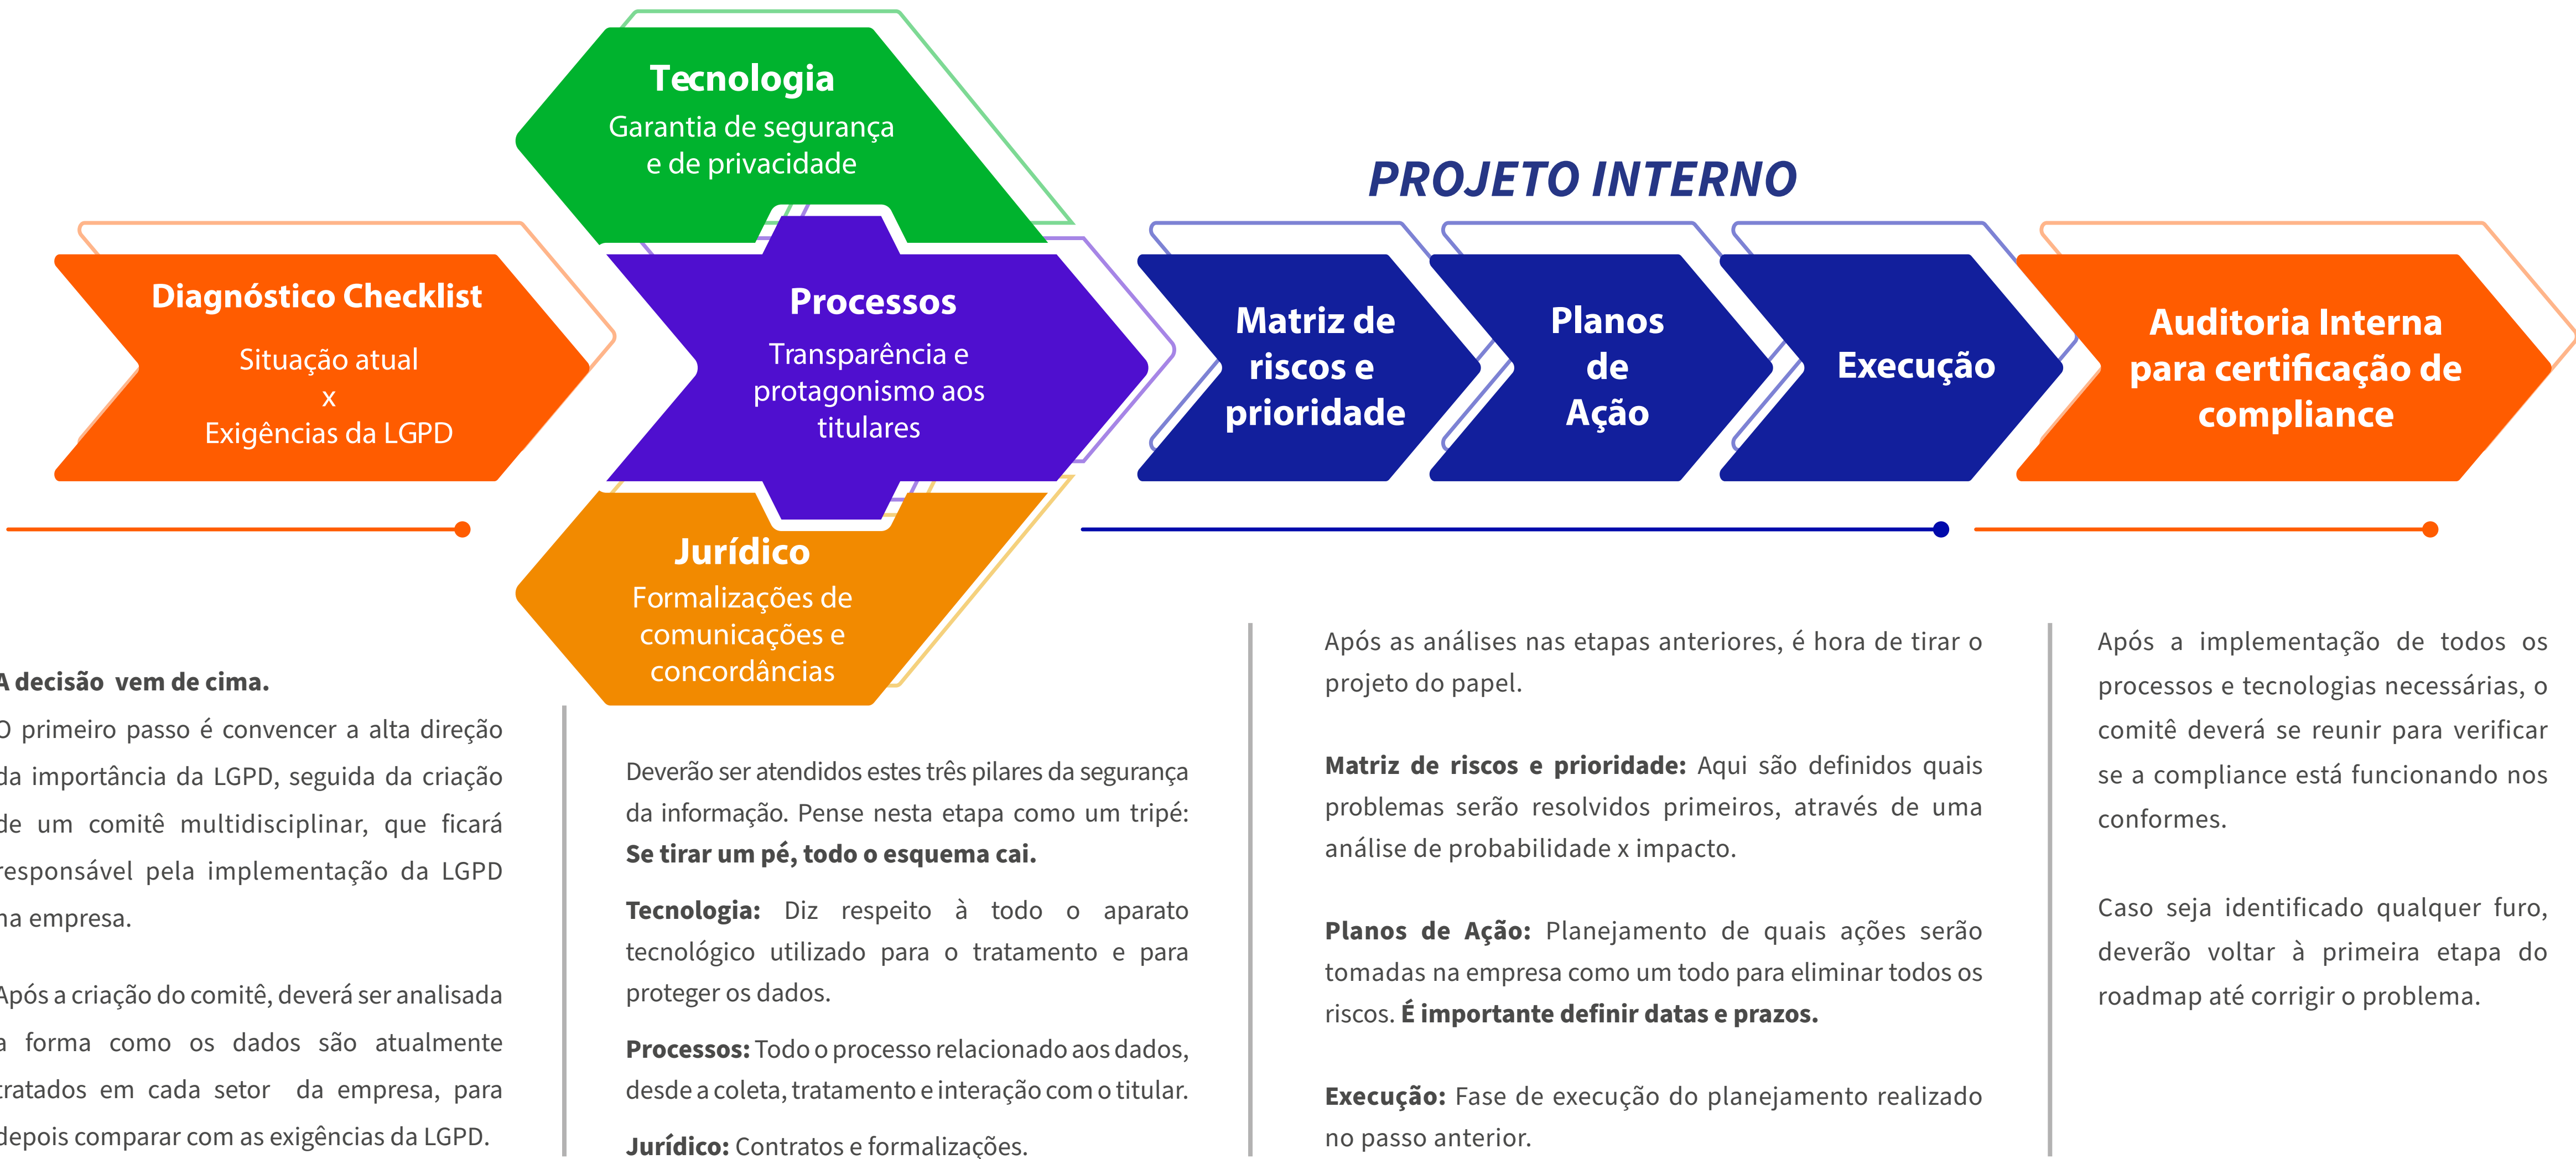 Tecnologia
Garantia de segurança
e de privacidade
PROJETO INTERNO
Diagnóstico Checklist
Situação atual
x
Exigências da LGPD
Processos
Transparência e
protagonismo aos
titulares
Matriz de
riscos e
prioridade
Planos
de
Ação
Execução
Auditoria Interna
para certificação de
compliance
Jurídico
Formalizações de
comunicações e
concordâncias
A decisão vem de cima.
O primeiro passo é convencer a alta direção
da importância da LGPD, seguida da criação
de um comitê multidisciplinar, que ficará
responsável pela implementação da LGPD
na empresa.
Após a criação do comitê, deverá ser analisada
a forma como os dados são atualmente
tratados em cada setor da empresa, para
depois comparar com as exigências da LGPD.
Deverão ser atendidos estes três pilares da segurança
da informação. Pense nesta etapa como um tripé:
Se tirar um pé, todo o esquema cai.
Tecnologia: Diz respeito à todo o aparato
tecnológico utilizado para o tratamento e para
proteger os dados.
Processos: Todo o processo relacionado aos dados,
desde a coleta, tratamento e interação com o titular.
Jurídico: Contratos e formalizações.
Após as análises nas etapas anteriores, é hora de tirar o
projeto do papel.
Matriz de riscos e prioridade: Aqui são definidos quais
problemas serão resolvidos primeiros, através de uma
análise de probabilidade x impacto.
Planos de Ação: Planejamento de quais ações serão
tomadas na empresa como um todo para eliminar todos os
riscos. É importante definir datas e prazos.
Execução: Fase de execução do planejamento realizado
no passo anterior.
Após a implementação de todos os
processos e tecnologias necessárias, o
comitê deverá se reunir para verificar
se a compliance está funcionando nos
conformes.
Caso seja identificado qualquer furo,
deverão voltar à primeira etapa do
roadmap até corrigir o problema.